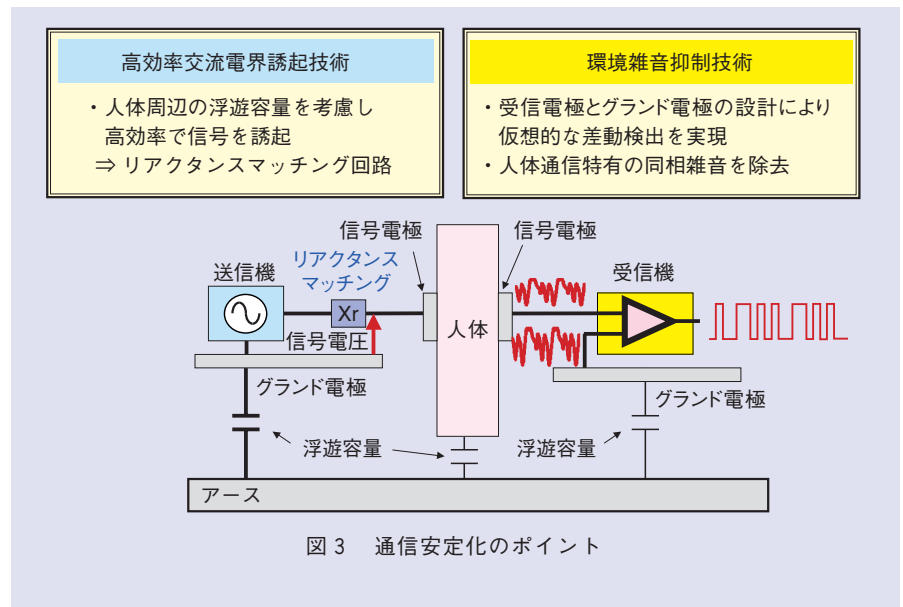 高効率交流電界誘起技術
・人体周辺の浮遊容量を考慮し
高効率で信号を誘起
⇒ リアクタンスマッチング回路
環境雑音抑制技術
・受信電極とグランド電極の設計により
仮想的な差動検出を実現
・人体通信特有の同相雑音を除去
信号電極
信号電極
リアクタンス
マッチング
送信機
受信機
Xr
人体
信号電圧
グランド電極
グランド電極
浮遊容量
浮遊容量
アース
図3 通信安定化のポイント